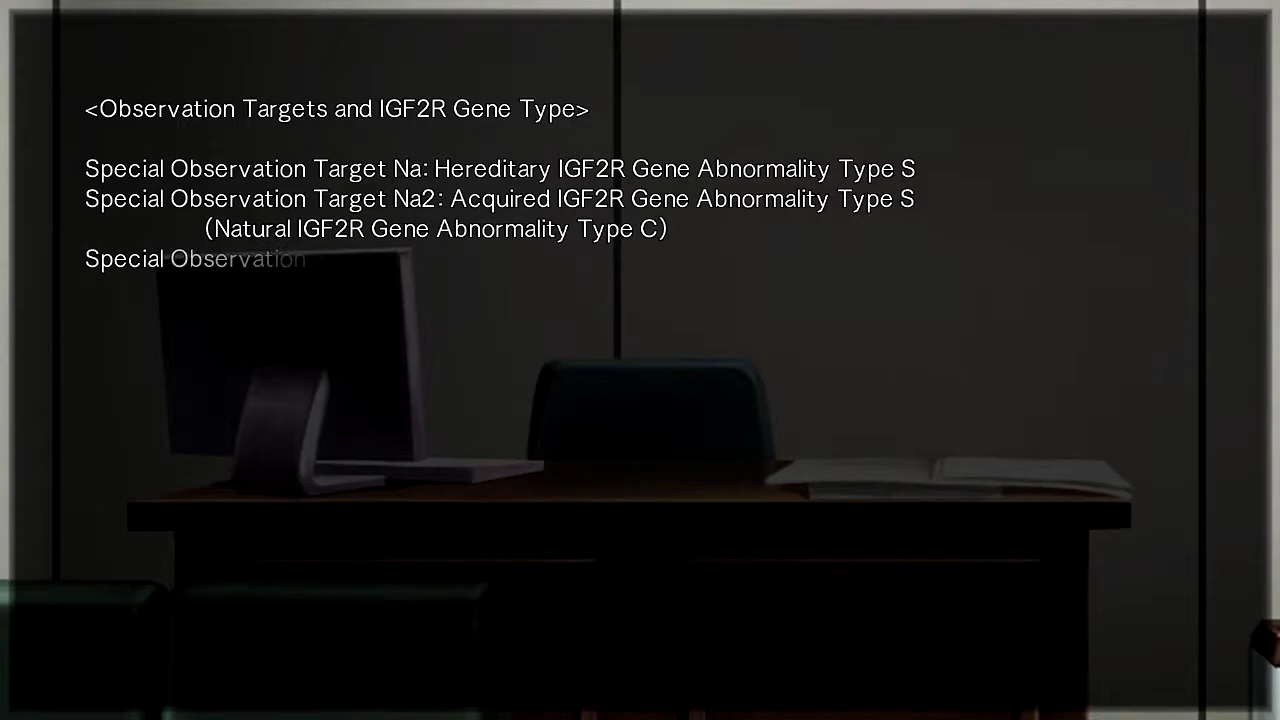 <Observation Targets and IGF2R Gene Type>
Special Observation Target Na: Hereditary IGF2R Gene Abnormality Type S
Special Observation Target Na2: Acquired IGF2R Gene Abnormality Type S
(Natural IGF2R Gene Abnormality Type C)
Special Observation